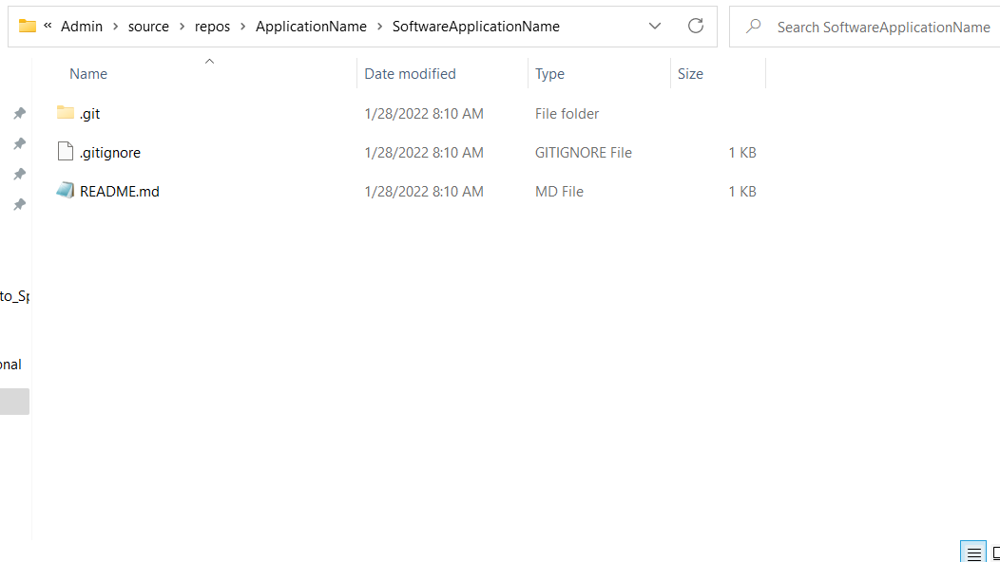 « Admin > source > repos > ApplicationName > SoftwareApplicationName
Search SoftwareApplicationName
Name Date modified Type Size
.git 1/28/2022 8:10 AM File folder
.gitignore 1/28/2022 8:10 AM GITIGNORE File 1 KB
README.md 1/28/2022 8:10 AM MD File 1 KB
to_Sp
onal